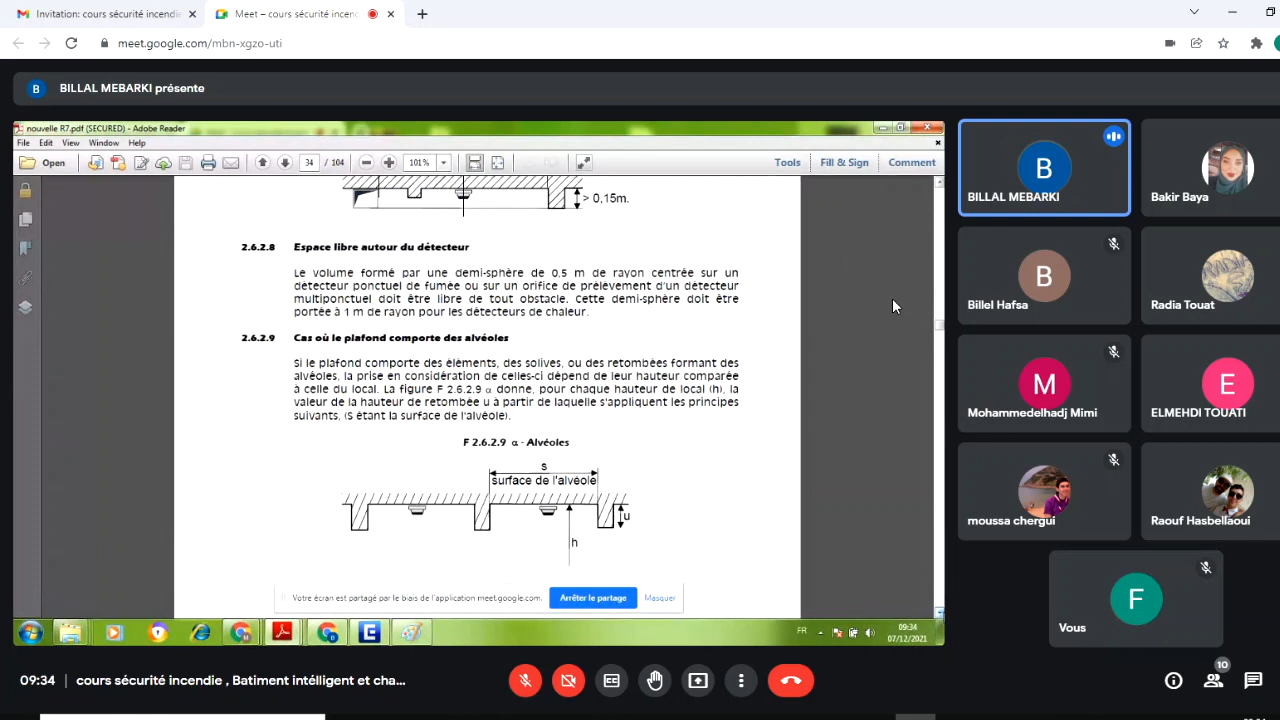 Invitation: cours sécurité incendie
Meet – cours sécurité incend
meet.google.com/mbn-xgzo-uti
B
BILLAL MEBARKI présente
nouvelle R7.pdf (SECURED) - Adobe Reader
File Edit View Window Help
Open
34 / 104
101%
Tools
Fill & Sign
Comment
> 0,15m.
2.6.2.8 Espace libre autour du détecteur
Le volume formé par une demi-sphère de 0,5 m de rayon centrée sur un
détecteur ponctuel de fumée ou sur un orifice de prélèvement d'un détecteur
multiponctuel doit être libre de tout obstacle. Cette demi-sphère doit être
portée à 1 m de rayon pour les détecteurs de chaleur.
2.6.2.9 Cas où le plafond comporte des alvéoles
Si le plafond comporte des éléments, des solives, ou des retombées formant des
alvéoles, la prise en considération de celles-ci dépend de leur hauteur comparée
à celle du local. La figure F 2.6.2.9 α donne, pour chaque hauteur de local (h), la
valeur de la hauteur de retombée u à partir de laquelle s'appliquent les principes
suivants, (S étant la surface de l'alvéole).
F 2.6.2.9 α - Alvéoles
s
surface de l'alvéole
u
h
Votre écran est partagé par le biais de l'application meet.google.com.
Arrêter le partage
Masquer
FR
09:34
07/12/2021
B
BILLAL MEBARKI
Bakir Baya
B
Billel Hafsa
Radia Touat
M
Mohammedelhadj Mimi
E
ELMEHDI TOUATI
moussa chergui
Raouf Hasbellaoui
F
Vous
09:34 | cours sécurité incendie , Batiment intélligent et cha...
10